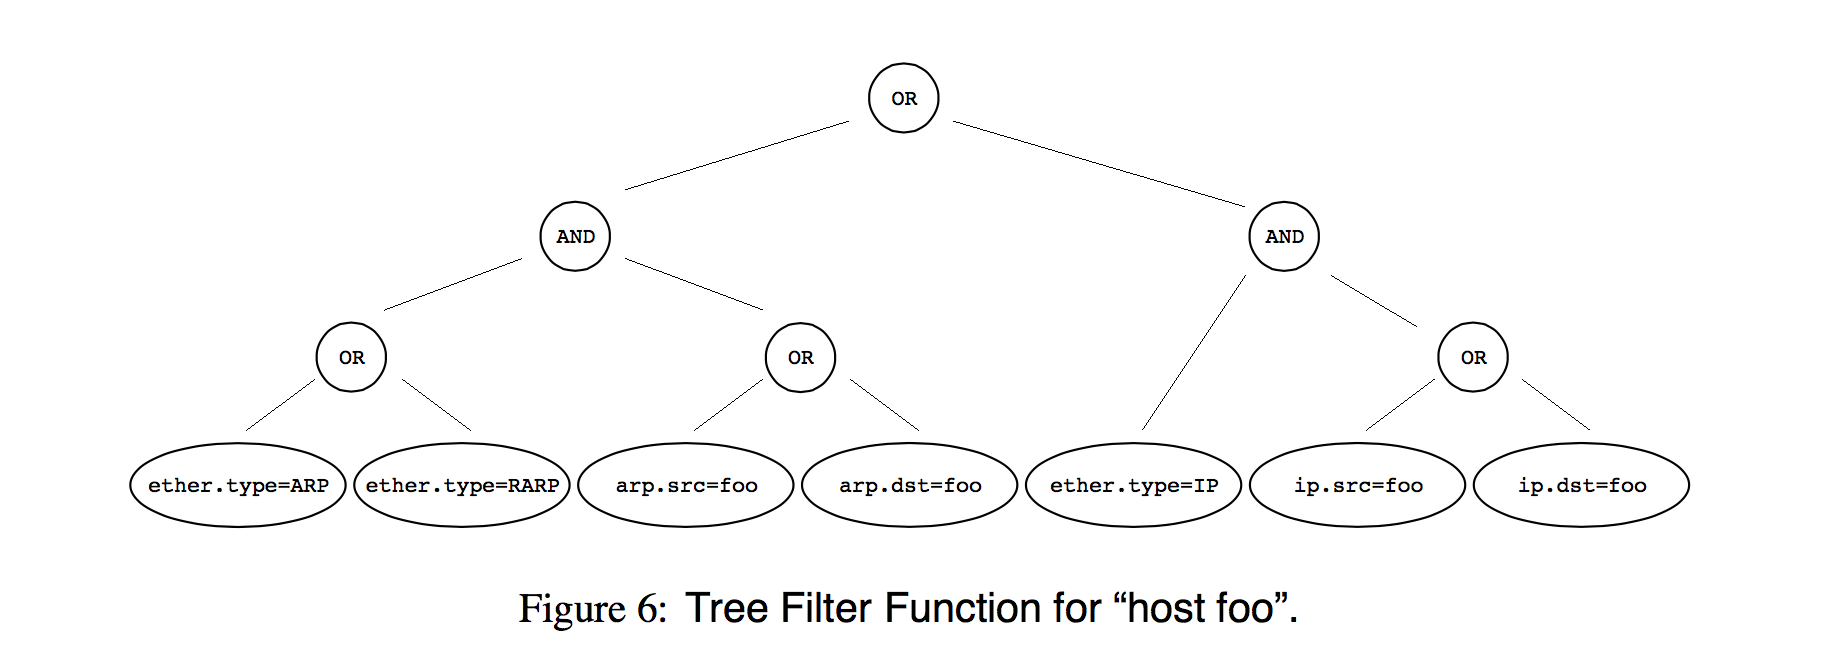 OR
AND
AND
OR
OR
OR
ether.type=ARP
ether.type=RARP
arp.src=foo
arp.dst=foo
ether.type=IP
ip.src=foo
ip.dst=foo
Figure 6: Tree Filter Function for “host foo”.